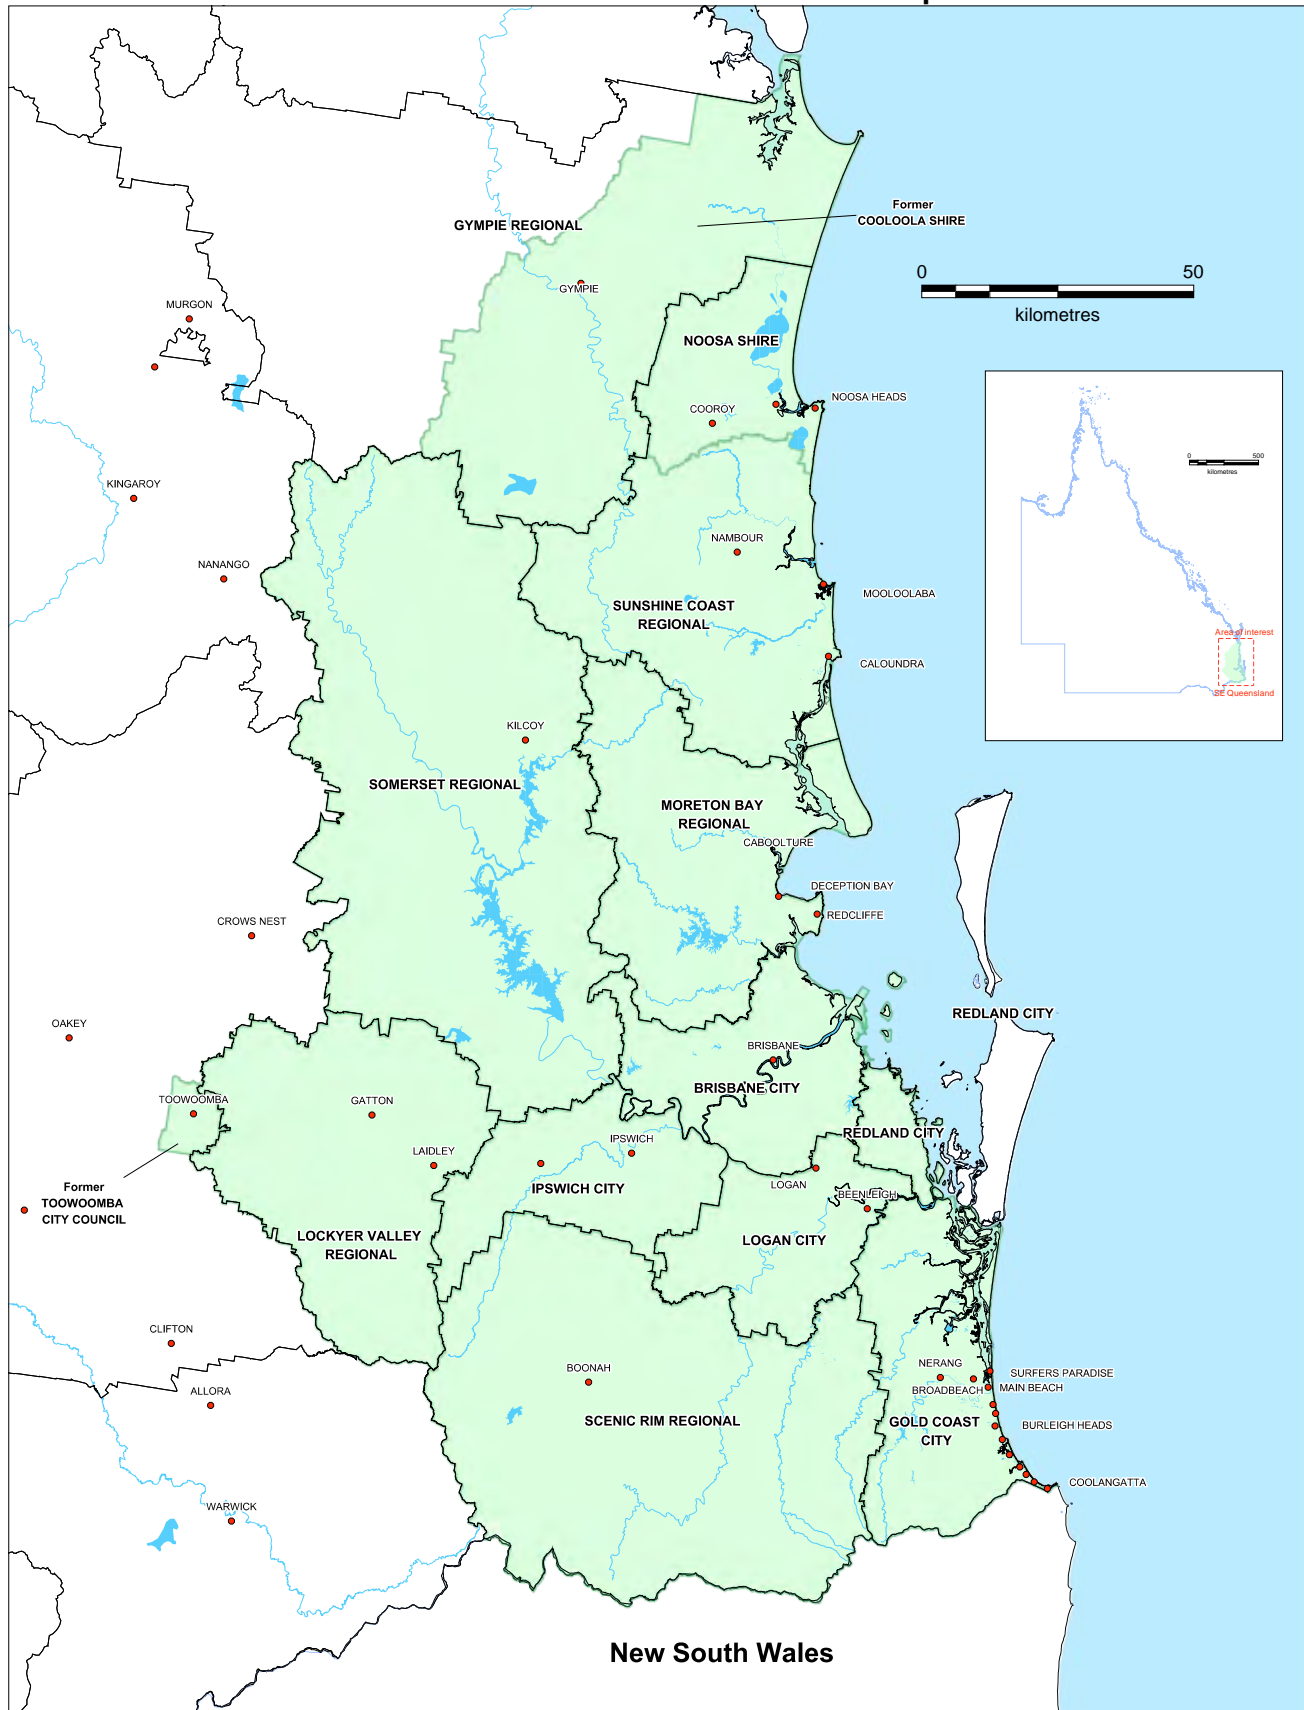 Former
COOLOOLA SHIRE
GYMPIE REGIONAL
0 50
kilometres
GYMPIE
MURGON
NOOSA SHIRE
NOOSA HEADS
COOROY
0 500
kilometres
KINGAROY
NAMBOUR
NANANGO
MOOLOOLABA
SUNSHINE COAST
REGIONAL
Area of interest
CALOUNDRA
SE Queensland
KILCOY
SOMERSET REGIONAL
MORETON BAY
REGIONAL
CABOOLTURE
DECEPTION BAY
REDCLIFFE
CROWS NEST
REDLAND CITY
OAKEY
BRISBANE
BRISBANE CITY
TOOWOOMBA
GATTON
REDLAND CITY
IPSWICH
LAIDLEY
LOGAN
IPSWICH CITY
BEENLEIGH
Former
TOOWOOMBA
CITY COUNCIL
LOCKYER VALLEY
REGIONAL
LOGAN CITY
CLIFTON
NERANG
BOONAH
SURFERS PARADISE
MAIN BEACH
BROADBEACH
ALLORA
SCENIC RIM REGIONAL
GOLD COAST
CITY
BURLEIGH HEADS
COOLANGATTA
WARWICK
New South Wales